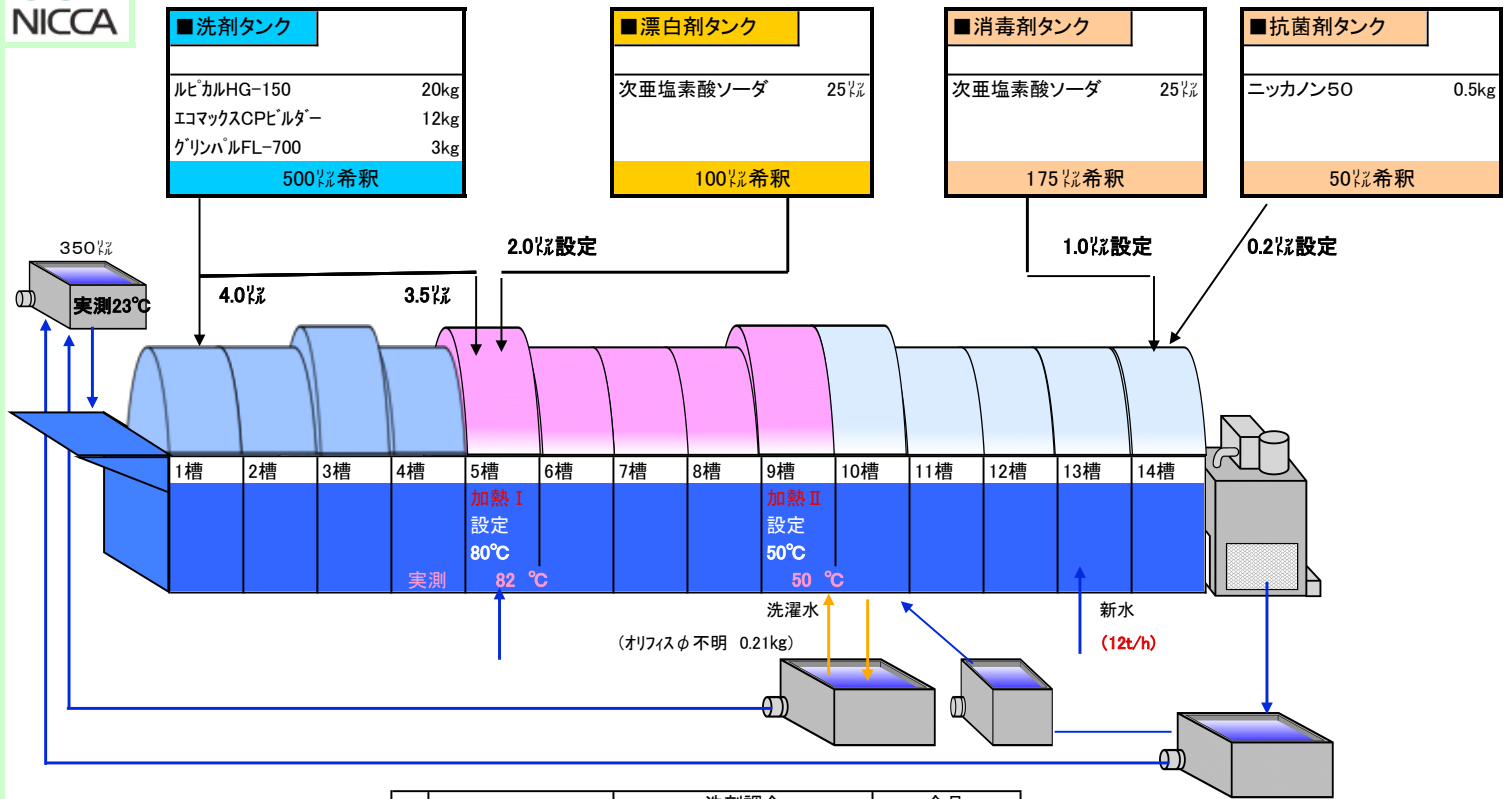 NICCA
■洗剤タンク
ルピカルHG-150 20kg
エコマックスCPビルダー 12kg
グリンパルFL-700 3kg
500㍑希釈
■漂白剤タンク
次亜塩素酸ソーダ 25㍑
100㍑希釈
■消毒剤タンク
次亜塩素酸ソーダ 25㍑
175㍑希釈
■抗菌剤タンク
ニッカノン50 0.5kg
50㍑希釈
350㍑
実測23℃
4.0㍑
3.5㍑
2.0㍑設定
1.0㍑設定
0.2㍑設定
1槽 2槽 3槽 4槽 5槽 6槽 7槽 8槽 9槽 10槽 11槽 12槽 13槽 14槽
加熱Ⅰ
設定
80℃
実測 82 ℃
加熱Ⅱ
設定
50℃
50 ℃
洗濯水
(オリフィスφ不明 0.21kg)
新水
(12t/h)